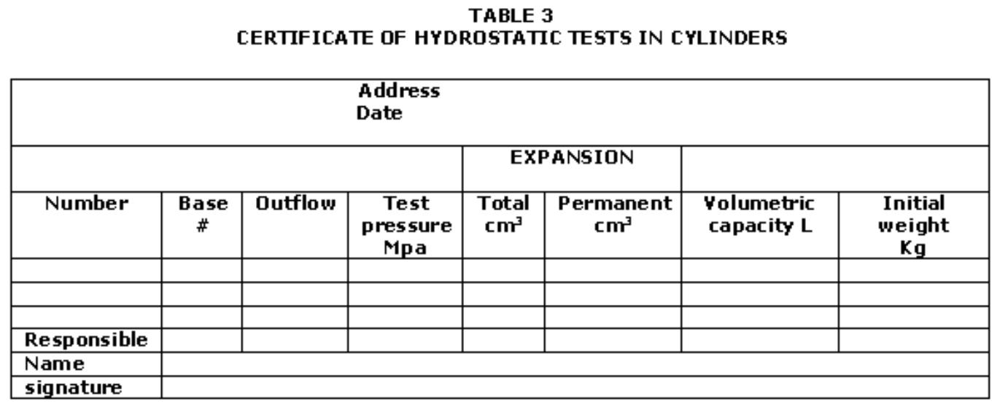 TABLE 3
CERTIFICATE OF HYDROSTATIC TESTS IN CYLINDERS
Address
Date
EXPANSION
Number Base Outflow Test Total Permanent Volumetric Initial
# pressure cm³ cm³ capacity L weight
Mpa Kg
Responsible
Name
signature